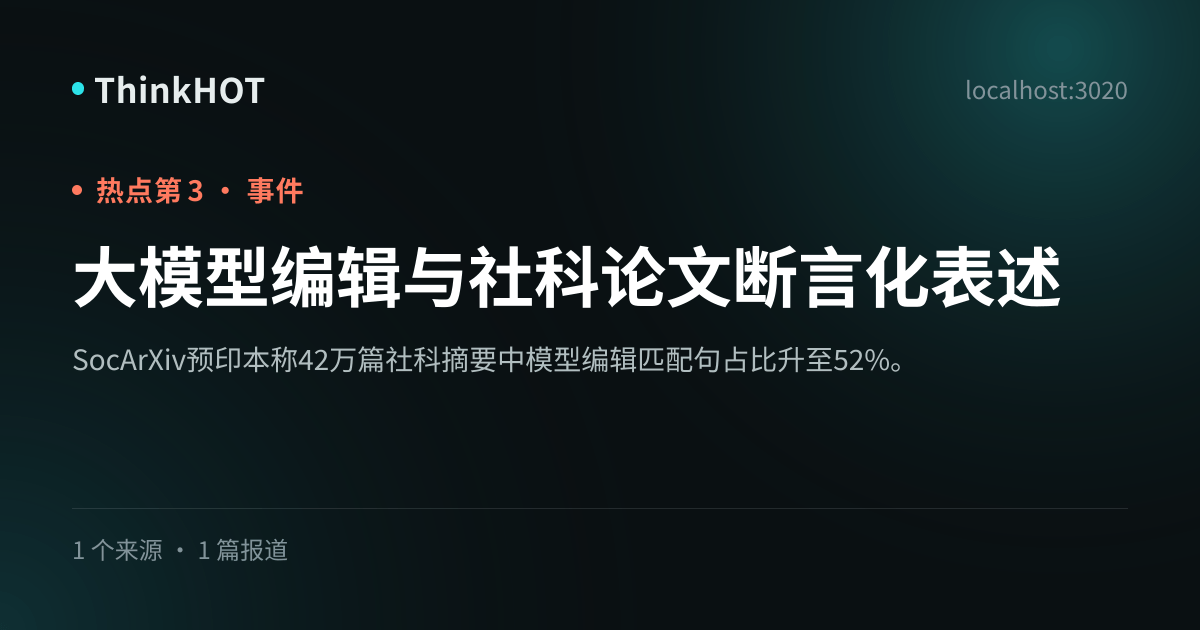 ThinkHOT
localhost:3020
热点第 3 · 事件
大模型编辑与社科论文断言化表述
SocArXiv预印本称42万篇社科摘要中模型编辑匹配句占比升至52%。
1 个来源 · 1 篇报道